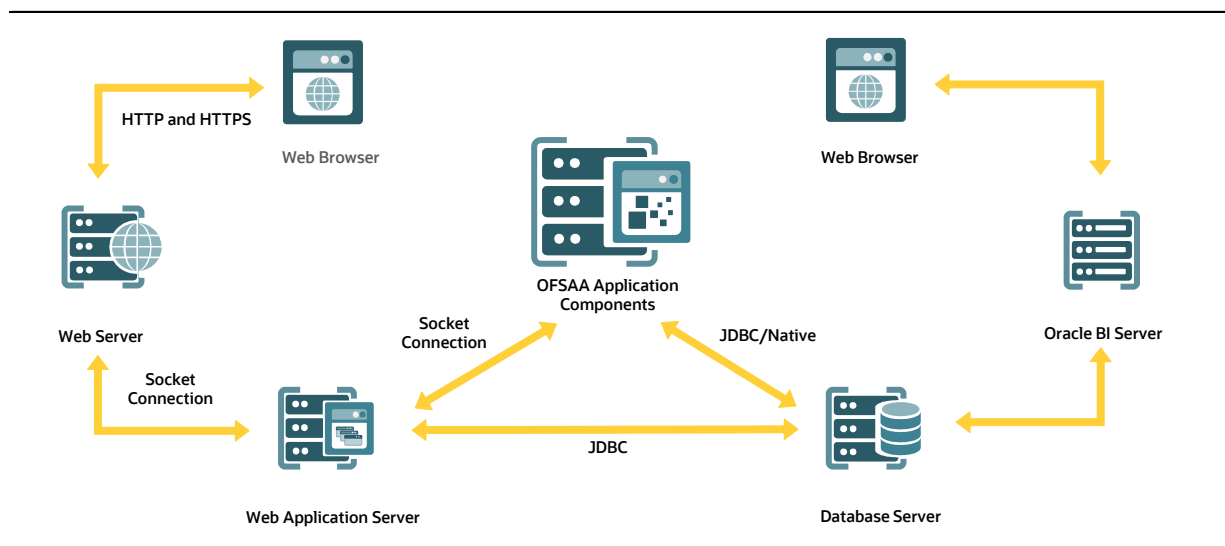 HTTP and HTTPS
Web Browser
Web Browser
OFSAA Application
Components
Web Server
Socket
Connection
JDBC/Native
Oracle BI Server
Socket
Connection
JDBC
Web Application Server
Database Server